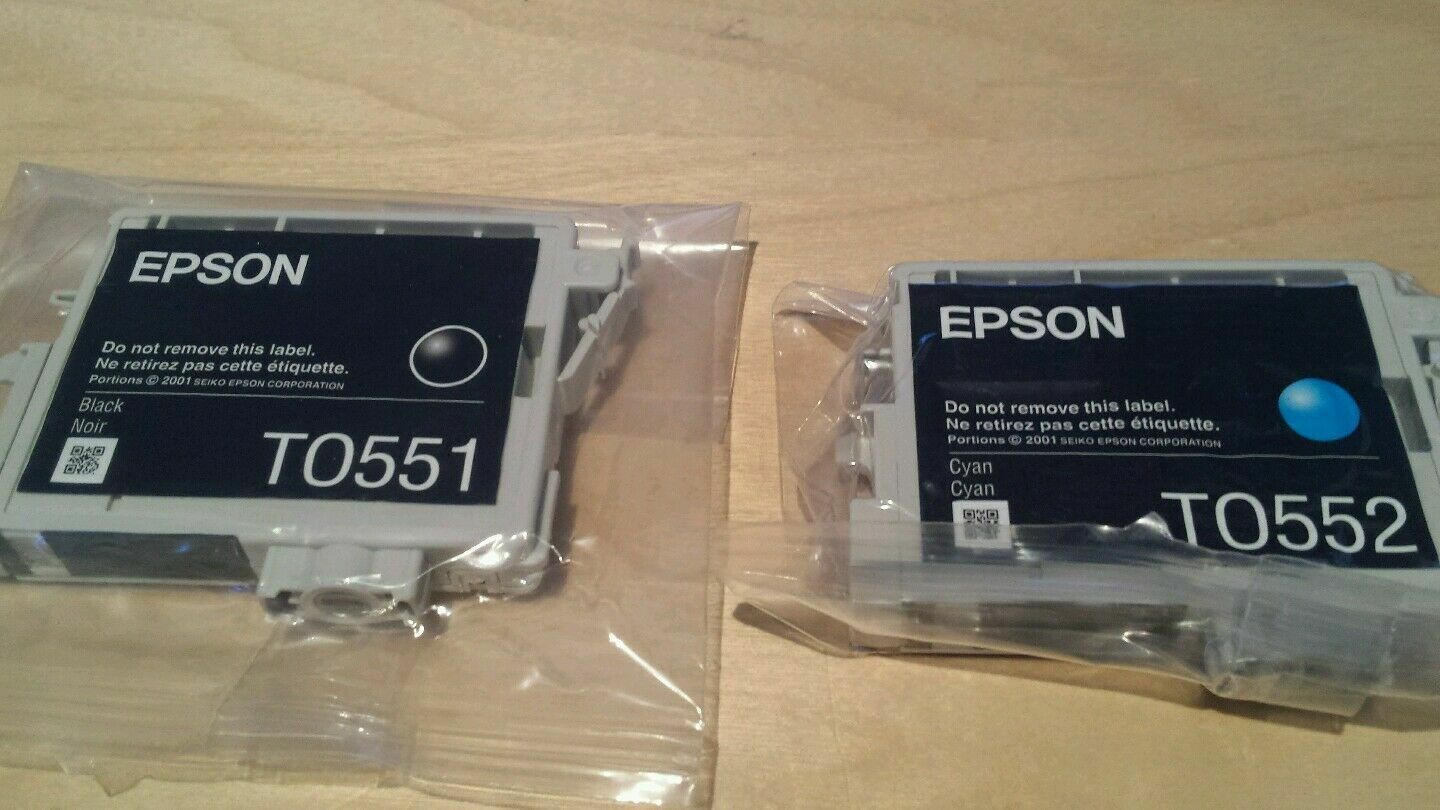 EPSON
Do not remove this label.
Ne retirez pas cette étiquette.
Portions © 2001 SEIKO EPSON CORPORATION
Black
Noir
T0551
EPSON
Do not remove this label.
Ne retirez pas cette étiquette.
Portions © 2001 SEIKO EPSON CORPORATION
Cyan
Cyan
T0552